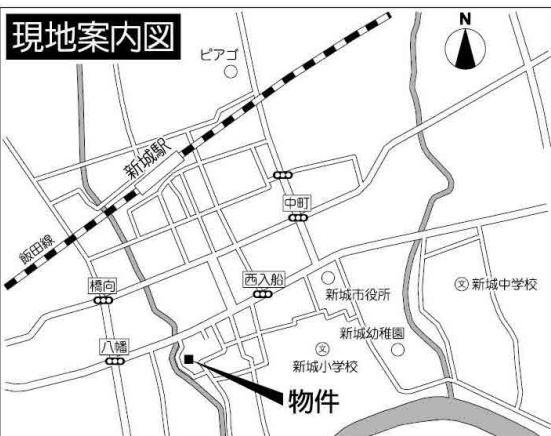 現地案内図
ピアゴ
N
新城駅
飯田線
中町
橋向
西入船
新城市役所
新城中学校
文
八幡
新城幼稚園
文
新城小学校
物件